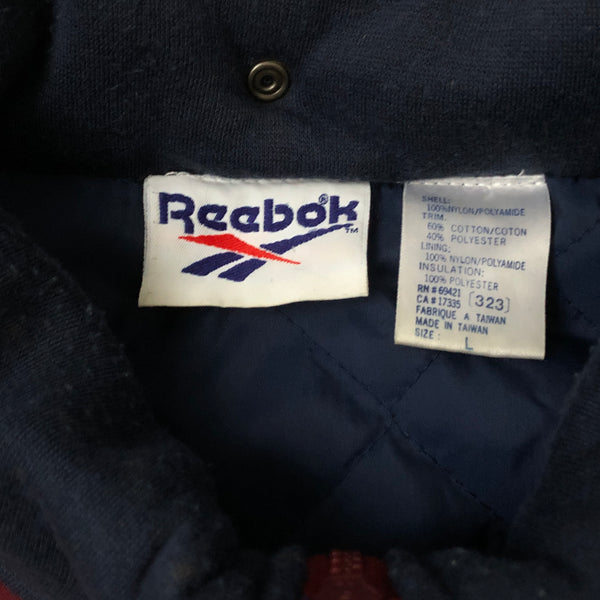 Reebok®
TM
SHELL:
100% NYLON/POLYAMIDE
TRIM:
60% COTTON/COTON
40% POLYESTER
LINING:
100% NYLON/POLYAMIDE
INSULATION:
100% POLYESTER
RN # 69421 [323]
CA # 17335
FABRIQUE A TAIWAN
MADE IN TAIWAN
SIZE: L